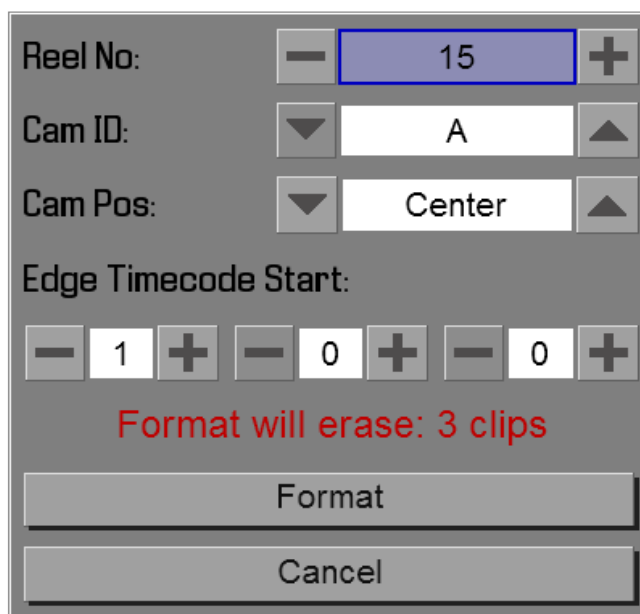 Reel No: 15
Cam ID: A
Cam Pos: Center
Edge Timecode Start:
1 0 0
Format will erase: 3 clips
Format
Cancel